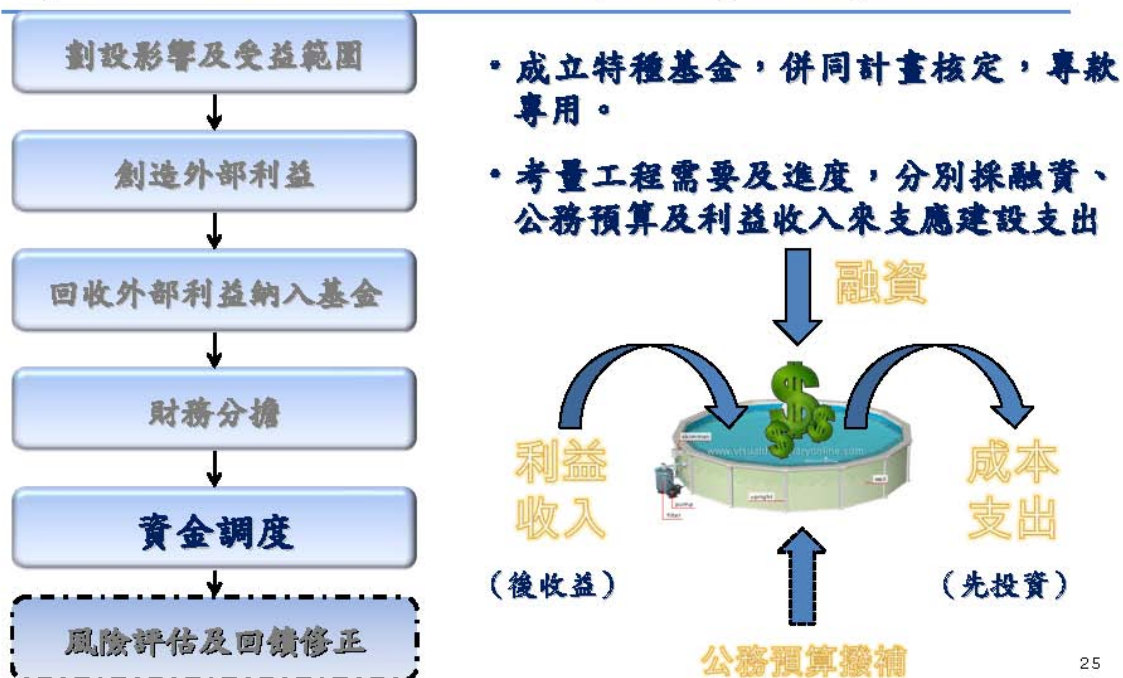 劃設影響及受益範圍
創造外部利益
回收外部利益納入基金
財務分擔
資金調度
風險評估及回饋修正
•成立特種基金，併同計畫核定，專款
專用。
•考量工程需要及進度，分別採融資、
公務預算及利益收入來支應建設支出
融資
利益
收入
(後收益)
成本
支出
(先投資)
公務預算撥補
upright
pump
filter
25